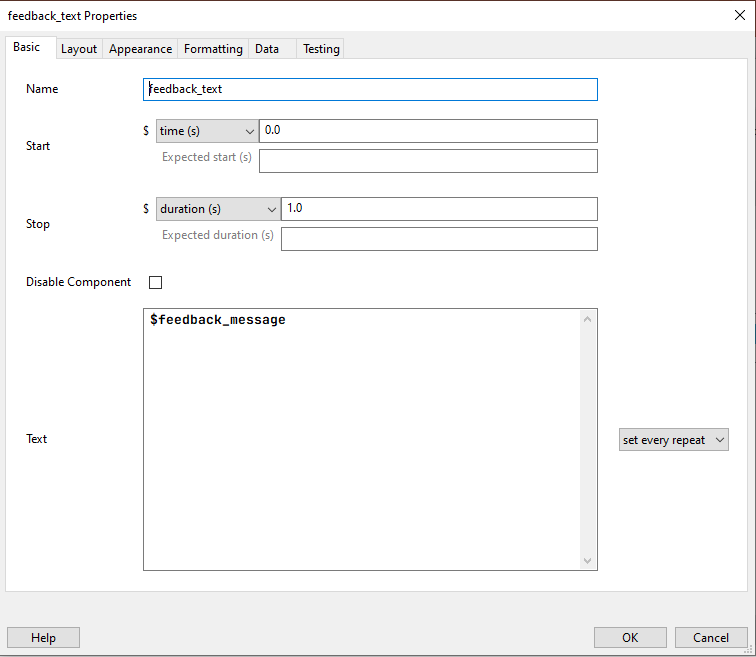 feedback_text Properties
Basic Layout Appearance Formatting Data Testing
Name feedback_text
Start $ time (s) 0.0
Expected start (s)
Stop $ duration (s) 1.0
Expected duration (s)
Disable Component
Text $feedback_message set every repeat
Help OK Cancel